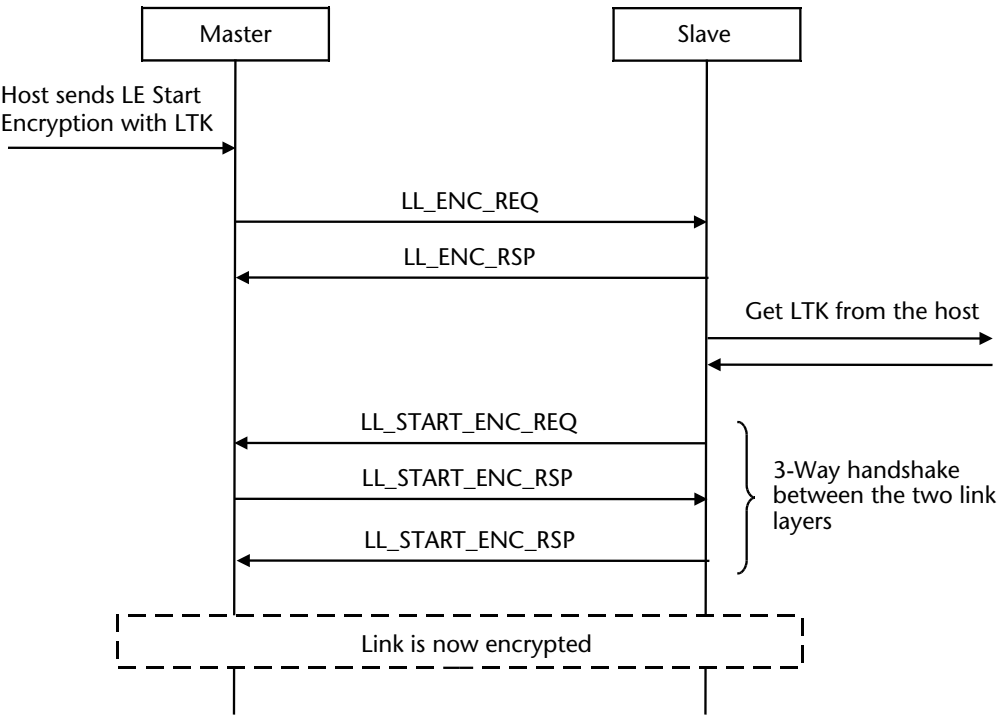 Master
Slave
Host sends LE Start
Encryption with LTK
LL_ENC_REQ
LL_ENC_RSP
Get LTK from the host
LL_START_ENC_REQ
LL_START_ENC_RSP
LL_START_ENC_RSP
3-Way handshake
between the two link
layers
Link is now encrypted